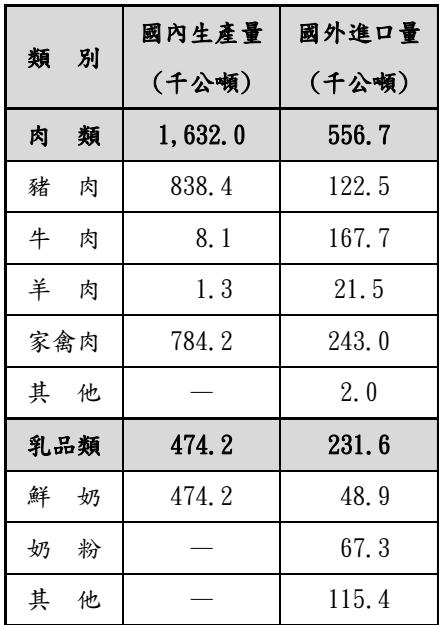 類 別 國內生產量 (千公噸) 國外進口量 (千公噸)
肉 類 1,632.0 556.7
豬 肉 838.4 122.5
牛 肉 8.1 167.7
羊 肉 1.3 21.5
家禽肉 784.2 243.0
其 他 — 2.0
乳品類 474.2 231.6
鮮 奶 474.2 48.9
奶 粉 — 67.3
其 他 — 115.4